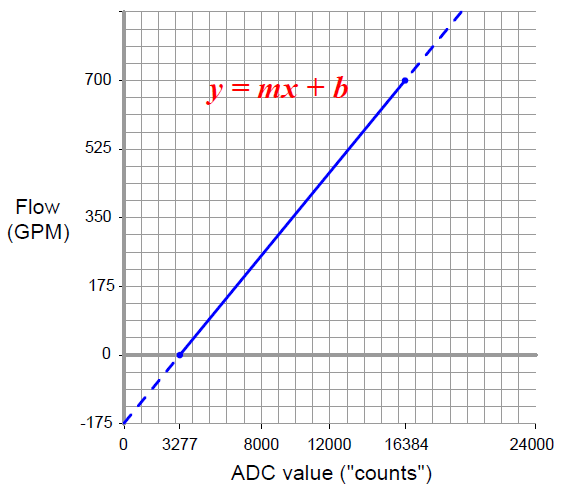 700
y = mx + b
525
Flow
(GPM)
350
175
0
-175
0 3277 8000 12000 16384 24000
ADC value ("counts")